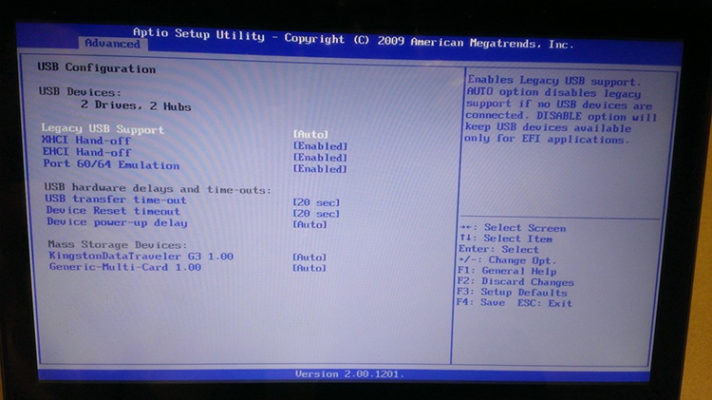 Aptio Setup Utility - Copyright (C) 2009 American Megatrends, Inc.
Advanced
USB Configuration
USB Devices:
2 Drives, 2 Hubs
Legacy USB Support [Auto]
XHCI Hand-off [Enabled]
EHCI Hand-off [Enabled]
Port 60/64 Emulation [Enabled]
USB hardware delays and time-outs:
USB transfer time-out [20 sec]
Device Reset timeout [20 sec]
Device power-up delay [Auto]
Mass Storage Devices:
KingstonDataTraveler G3 1.00 [Auto]
Generic-Multi-Card 1.00 [Auto]
Enables Legacy USB support.
AUTO option disables legacy
support if no USB devices are
connected. DISABLE option will
keep USB devices available
only for EFI applications.
→←: Select Screen
↑↓: Select Item
Enter: Select
+/-: Change Opt.
F1: General Help
F2: Discard Changes
F3: Setup Defaults
F4: Save ESC: Exit
Version 2.00.1201.